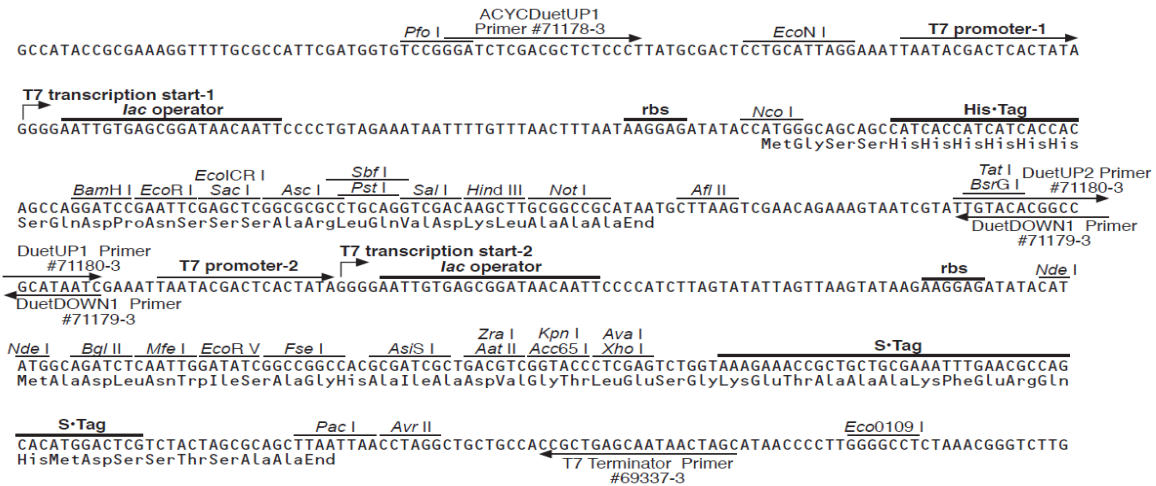 ACYCDuetUP1
Pfo I Primer #71178-3 EcoN I T7 promoter-1
GCCATACCGCGAAAGGTTTTGCGCCATTCGATGGTGTCCGGGATCTCGACGCTCTCCCTTATGCGACTCCTGCATTAGGAAATTAATACGACTCACTATA
T7 transcription start-1
lac operator rbs Nco I His•Tag
GGGGAATTGTGAGCGGATAACAATTCCCCTGTAGAAATAATTTTGTTTAACTTTAATAAGGAGATATACCATGGGCAGCAGCCATCACCATCATCACCAC
MetGlySerSerHisHisHisHisHisHis
EcoICR I Sbf I Tat I DuetUP2 Primer
BamH I EcoR I Sac I Asc I Pst I Sal I Hind III Not I Afl II BsrG I #71180-3
AGCCAGGATCCGAATTCGAGCTCGGCGCGCCTGCAGGTCGACAAGCTTGCGGCCGCATAATGCTTAAGTCGAACAGAAAGTAATCGTATTGTACACGGCC
SerGlnAspProAsnSerSerSerAlaArgLeuGlnValAspLysLeuAlaAlaAlaEnd DuetDOWN1 Primer
#71179-3
DuetUP1 Primer T7 transcription start-2
#71180-3 T7 promoter-2 lac operator rbs Nde I
GCATAATCGAAATTAATACGACTCACTATAGGGGAATTGTGAGCGGATAACAATTCCCCATCTTAGTATATTAGTTAAGTATAAGAAGGAGATATACAT
DuetDOWN1 Primer
#71179-3
Zra I Kpn I Ava I
Nde I Bgl II Mfe I EcoR V Fse I AsiS I Aat II Acc65 I Xho I S•Tag
ATGGCAGATCTCAATTGGATATCGGCCGGCCACGCGATCGCTGACGTCGGTACCCTCGAGTCTGGTAAAGAAACCGCTGCTGCGAAATTTGAACGCCAG
MetAlaAspLeuAsnTrpIleSerAlaGlyHisAlaIleAlaAspValGlyThrLeuGluSerGlyLysGluThrAlaAlaAlaLysPheGluArgGln
S•Tag Pac I Avr II Eco0109 I
CACATGGACTCGTCTACTAGCGCAGCTTAATTAACCTAGGCTGCTGCCACCGCTGAGCAATAACTAGCATAACCCCTTGGGGCCTCTAAACGGGTCTTG
HisMetAspSerSerThrSerAlaAlaEnd T7 Terminator Primer
#69337-3